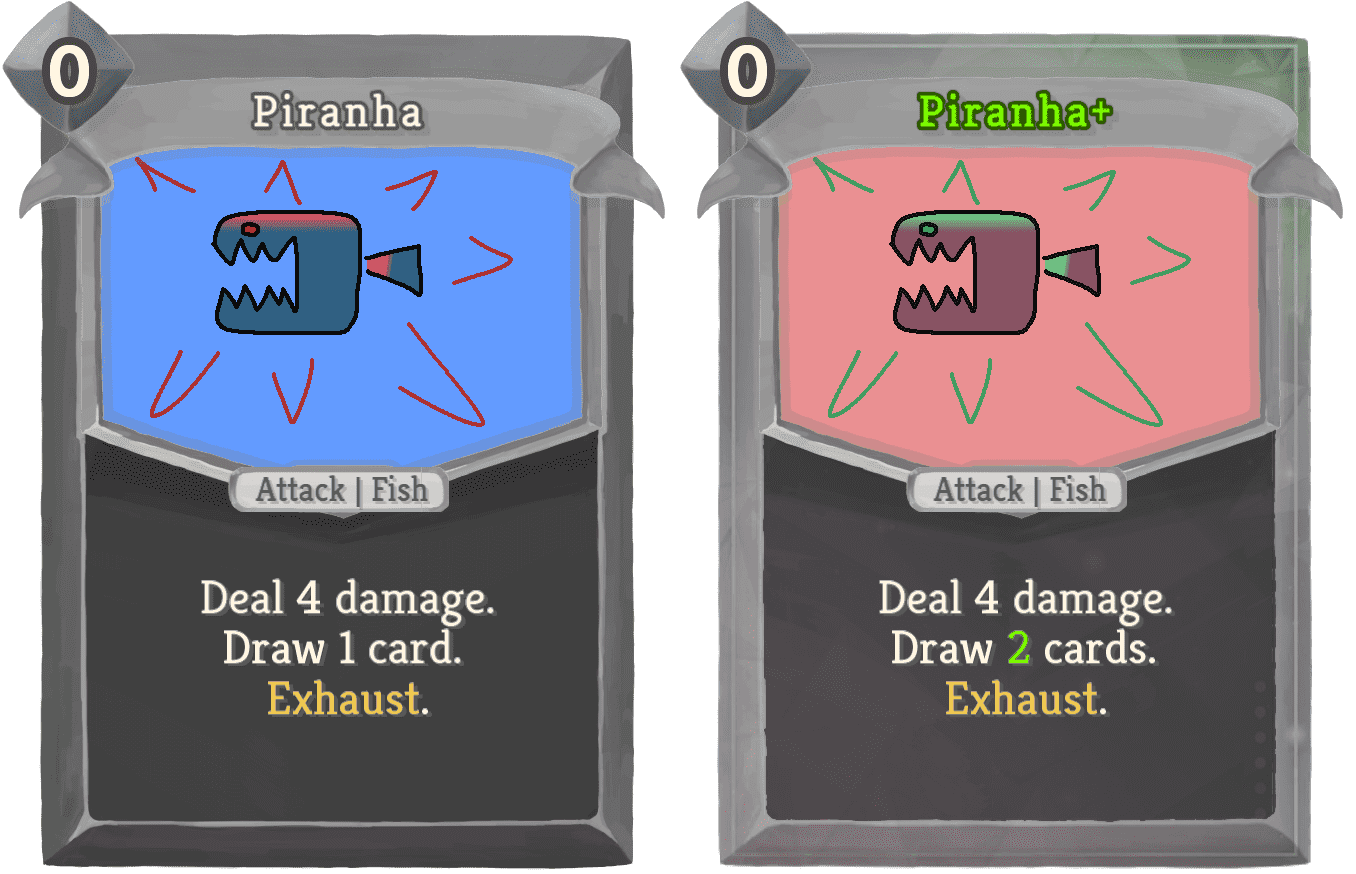 0
Piranha
Attack | Fish
Deal 4 damage.
Draw 1 card.
Exhaust.
0
Piranha+
Attack | Fish
Deal 4 damage.
Draw 2 cards.
Exhaust.